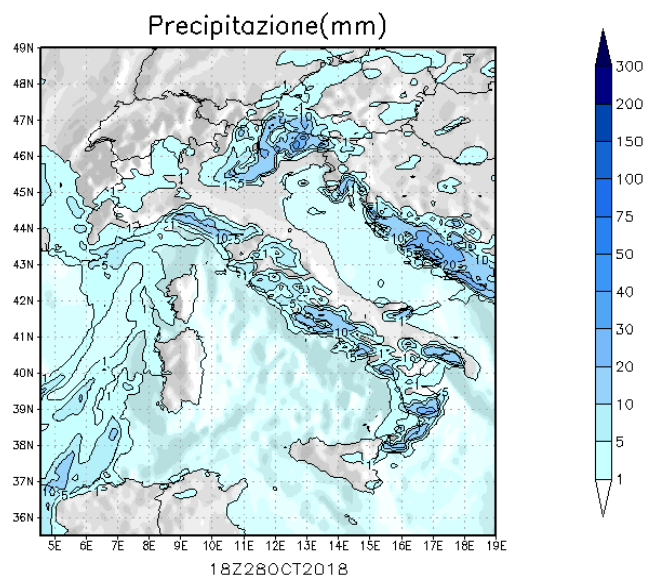 Precipitazione(mm)
49N
48N
47N
46N
45N
44N
43N
42N
41N
40N
39N
38N
37N
36N
5E 6E 7E 8E 9E 10E 11E 12E 13E 14E 15E 16E 17E 18E 19E
18Z28OCT2018
300
200
150
100
75
50
40
30
20
10
5
1